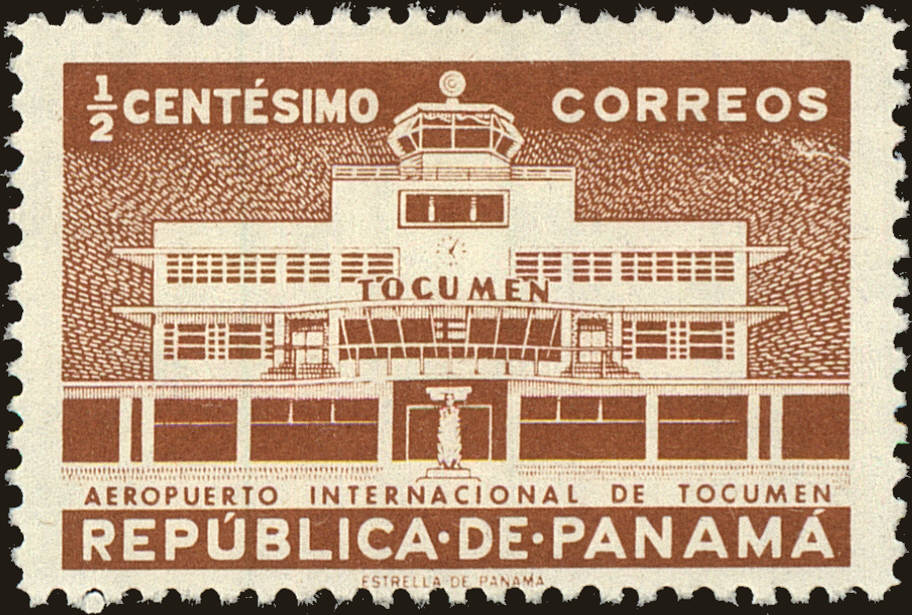 ½ CENTÉSIMO CORREOS
TOCUMEN
AEROPUERTO INTERNACIONAL DE TOCUMEN
REPÚBLICA·DE·PANAMÁ
ESTRELLA DE PANAMA